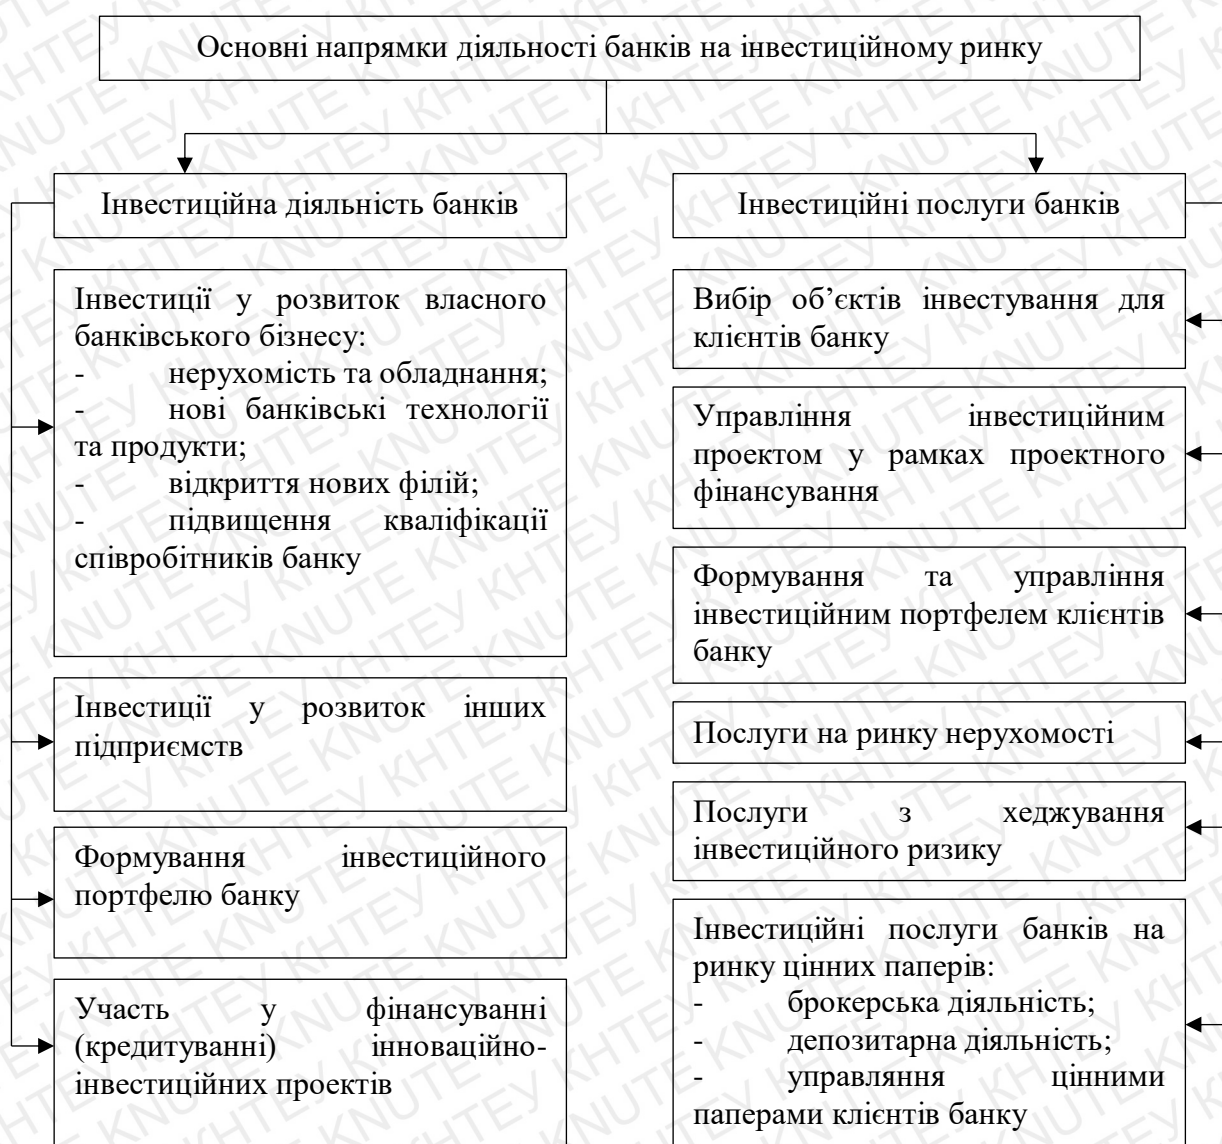 Основні напрямки діяльності банків на інвестиційному ринку
Інвестиційна діяльність банків
Інвестиції у розвиток власного
банківського бізнесу:
- нерухомість та обладнання;
- нові банківські технології
та продукти;
- відкриття нових філій;
- підвищення кваліфікації
співробітників банку
Інвестиції у розвиток інших
підприємств
Формування інвестиційного
портфелю банку
Участь у фінансуванні
(кредитуванні) інноваційно-
інвестиційних проектів
Інвестиційні послуги банків
Вибір об’єктів інвестування для
клієнтів банку
Управління інвестиційним
проектом у рамках проектного
фінансування
Формування та управління
інвестиційним портфелем клієнтів
банку
Послуги на ринку нерухомості
Послуги з хеджування
інвестиційного ризику
Інвестиційні послуги банків на
ринку цінних паперів:
- брокерська діяльність;
- депозитарна діяльність;
- управляння цінними
паперами клієнтів банку